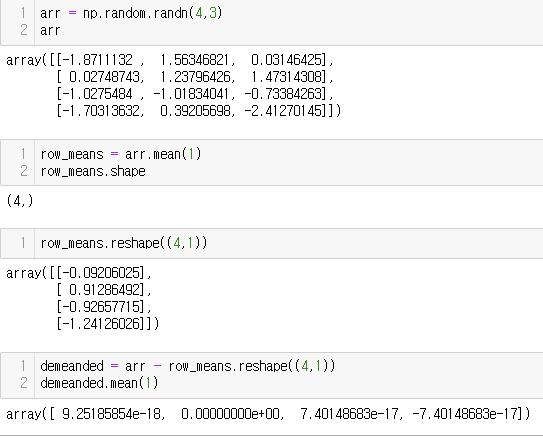 1 arr = np.random.randn(4,3)
2 arr
array([[-1.8711132 ,  1.56346821,  0.03146425],
       [ 0.02748743,  1.23796426,  1.47314308],
       [-1.0275484 , -1.01834041, -0.73384263],
       [-1.70313632,  0.39205698, -2.41270145]])
1 row_means = arr.mean(1)
2 row_means.shape
(4,)
1 row_means.reshape((4,1))
array([[-0.09206025],
       [ 0.91286492],
       [-0.92657715],
       [-1.24126026]])
1 demeanded = arr - row_means.reshape((4,1))
2 demeanded.mean(1)
array([ 9.25185854e-18,  0.00000000e+00,  7.40148683e-17, -7.40148683e-17])